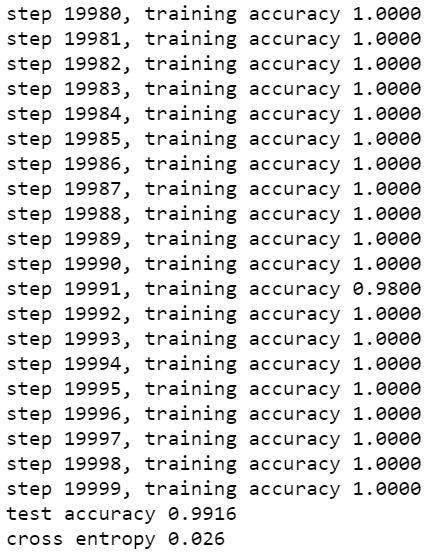 step 19980, training accuracy 1.0000
step 19981, training accuracy 1.0000
step 19982, training accuracy 1.0000
step 19983, training accuracy 1.0000
step 19984, training accuracy 1.0000
step 19985, training accuracy 1.0000
step 19986, training accuracy 1.0000
step 19987, training accuracy 1.0000
step 19988, training accuracy 1.0000
step 19989, training accuracy 1.0000
step 19990, training accuracy 1.0000
step 19991, training accuracy 0.9800
step 19992, training accuracy 1.0000
step 19993, training accuracy 1.0000
step 19994, training accuracy 1.0000
step 19995, training accuracy 1.0000
step 19996, training accuracy 1.0000
step 19997, training accuracy 1.0000
step 19998, training accuracy 1.0000
step 19999, training accuracy 1.0000
test accuracy 0.9916
cross entropy 0.026